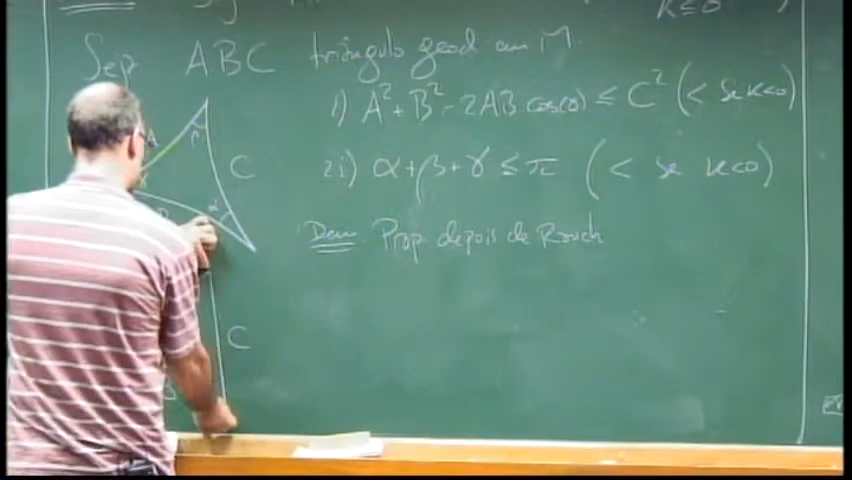 K≤0
Sep ABC triângulo geod em M.
i) A² + B² - 2AB cos(θ) ≤ C² (< se K<0)
ii) α+β+γ ≤ π (< se K<0)
Dem Prop depois de Rauch
A
γ
C
α
C